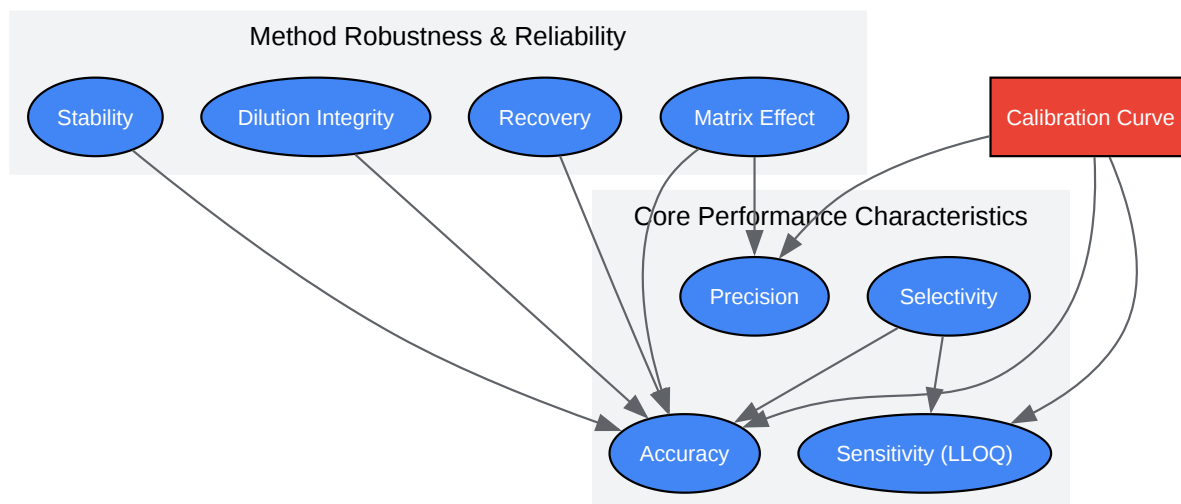 Method Robustness & Reliability
Stability
Dilution Integrity
Recovery
Matrix Effect
Calibration Curve
Core Performance Characteristics
Precision
Selectivity
Accuracy
Sensitivity (LLOQ)